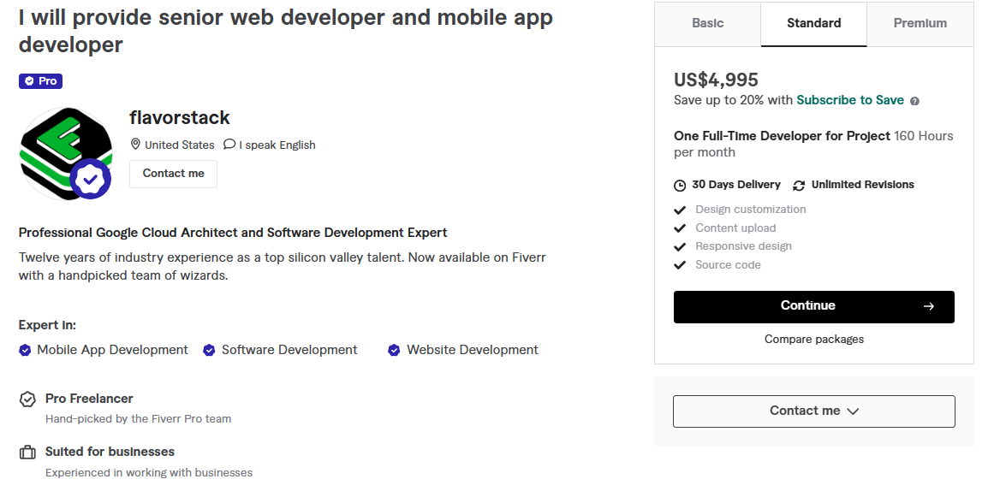 I will provide senior web developer and mobile app
developer
Pro
flavorstack
United States
I speak English
Contact me
Professional Google Cloud Architect and Software Development Expert
Twelve years of industry experience as a top silicon valley talent. Now available on Fiverr
with a handpicked team of wizards.
Expert in:
Mobile App Development
Software Development
Website Development
Pro Freelancer
Hand-picked by the Fiverr Pro team
Suited for businesses
Experienced in working with businesses
Basic
Standard
Premium
US$4,995
Save up to 20% with Subscribe to Save ?
One Full-TIme Developer for Project 160 Hours
per month
30 Days Delivery
Unlimited Revisions
Design customization
Content upload
Responsive design
Source code
Continue →
Compare packages
Contact me